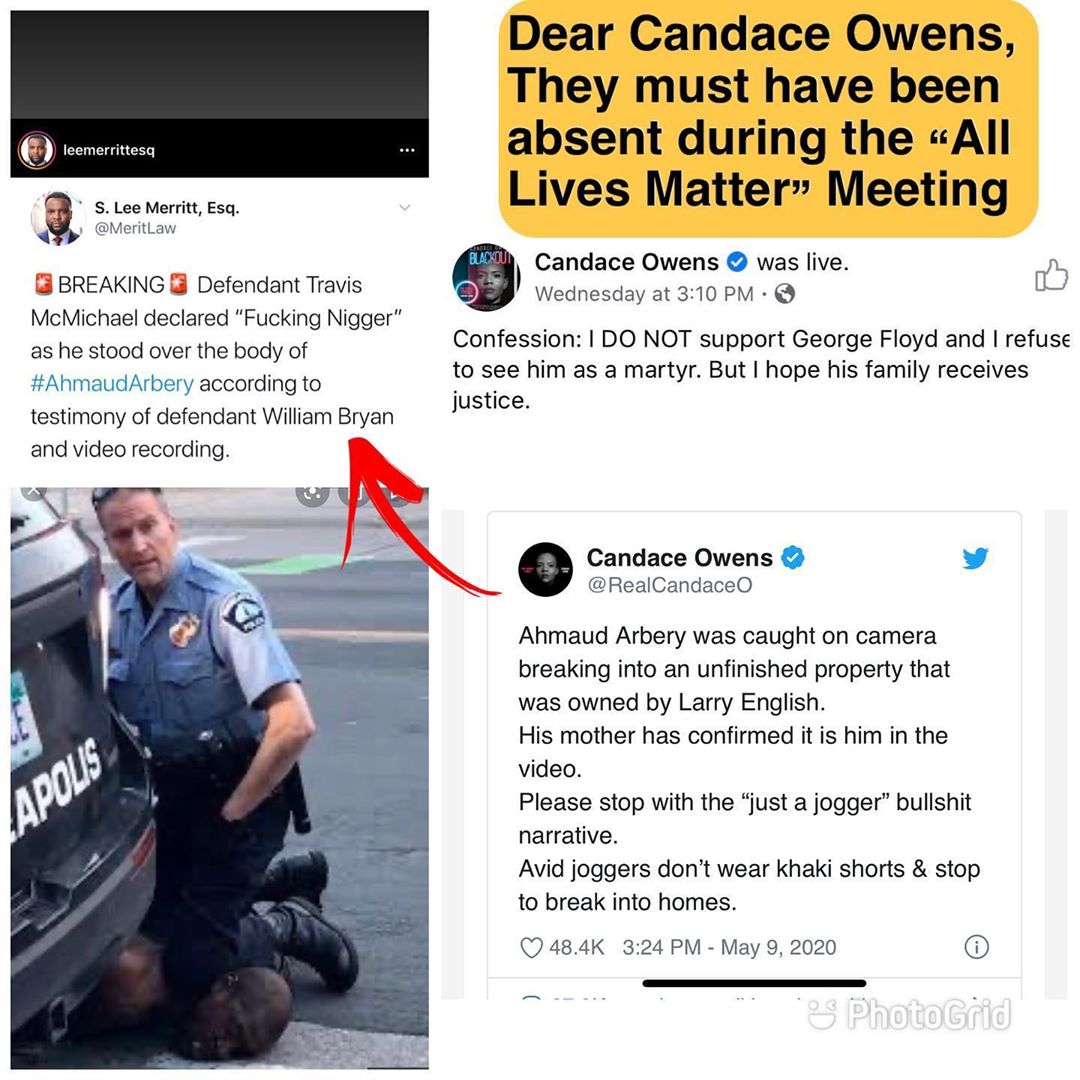 Dear Candace Owens,
They must have been
absent during the “All
Lives Matter” Meeting
leemerrittesq
S. Lee Merritt, Esq.
@MeritLaw
🚨BREAKING🚨 Defendant Travis
McMichael declared “Fucking Nigger”
as he stood over the body of
#AhmaudArbery according to
testimony of defendant William Bryan
and video recording.
APOLIS
POLICE
Candace Owens was live.
Wednesday at 3:10 PM ·
Confession: I DO NOT support George Floyd and I refuse
to see him as a martyr. But I hope his family receives
justice.
Candace Owens
@RealCandaceO
Ahmaud Arbery was caught on camera
breaking into an unfinished property that
was owned by Larry English.
His mother has confirmed it is him in the
video.
Please stop with the “just a jogger” bullshit
narrative.
Avid joggers don’t wear khaki shorts & stop
to break into homes.
48.4K 3:24 PM - May 9, 2020
PhotoGrid